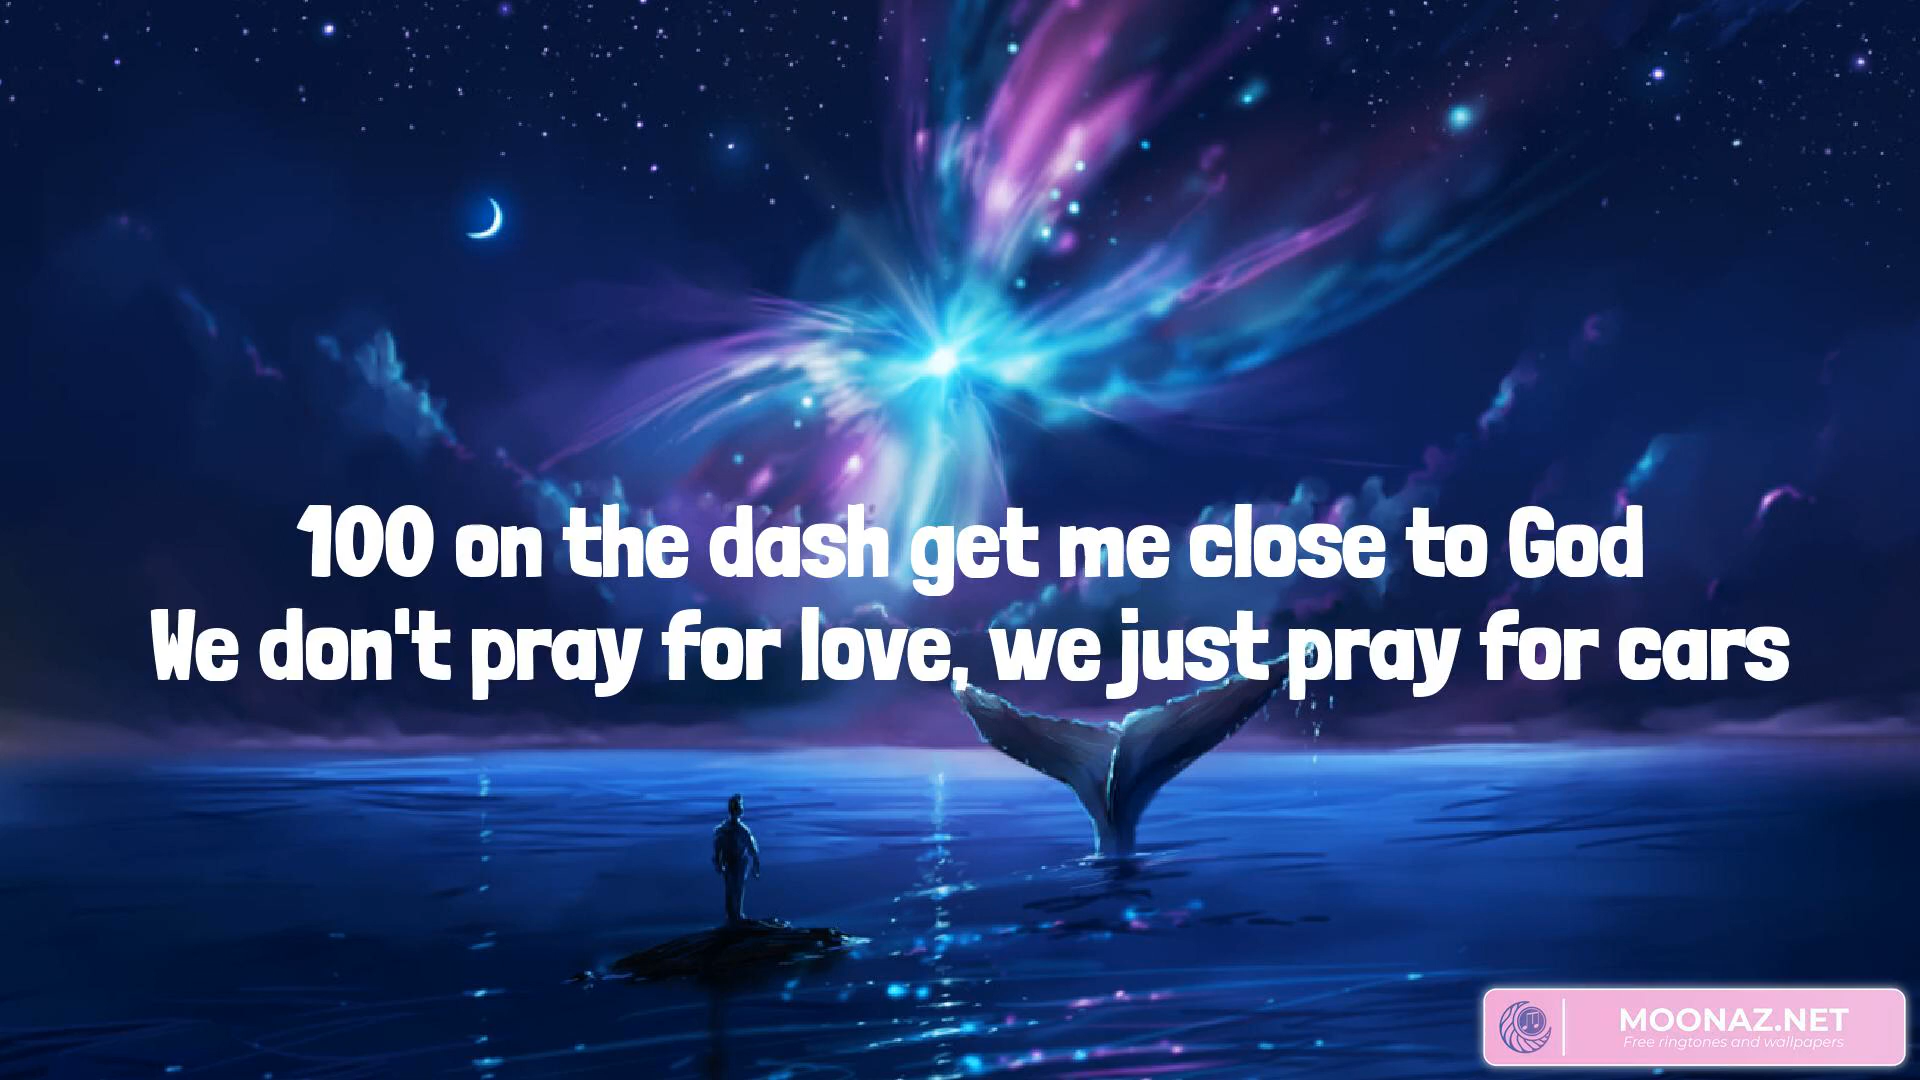 100 on the dash get me close to God
We don't pray for love, we just pray for cars
MOONAZ.NET
Free ringtones and wallpapers